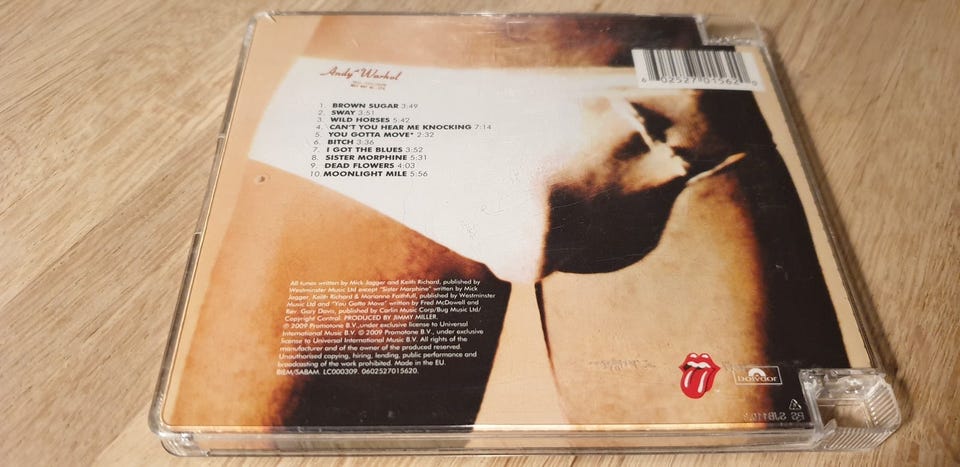 Andy Warhol
6 02527 01562 0
1. BROWN SUGAR 3:49
2. SWAY 3:51
3. WILD HORSES 5:42
4. CAN'T YOU HEAR ME KNOCKING 7:14
5. YOU GOTTA MOVE* 2:32
6. BITCH 3:36
7. I GOT THE BLUES 3:52
8. SISTER MORPHINE 5:31
9. DEAD FLOWERS 4:03
10. MOONLIGHT MILE 5:56
All tunes written by Mick Jagger and Keith Richard, published by
Westminster Music Ltd except "Sister Morphine" written by Mick
Jagger, Keith Richard & Marianne Faithfull, published by Westminster
Music Ltd and "You Gotta Move" written by Fred McDowell and
Rev. Gary Davis, published by Carlin Music Corp/Bug Music Ltd/
Copyright Control. PRODUCED BY JIMMY MILLER.
℗ 2009 Promotone B.V.,under exclusive license to Universal
International Music B.V. © 2009 Promotone B.V., under exclusive
license to Universal International Music B.V. All rights of the
manufacturer and of the owner of the produced reserved.
Unauthorised copying, hiring, lending, public performance and
broadcasting of the work prohibited. Made in the EU.
BIEM/SABAM. LC000309. 0602527015620.
polydor